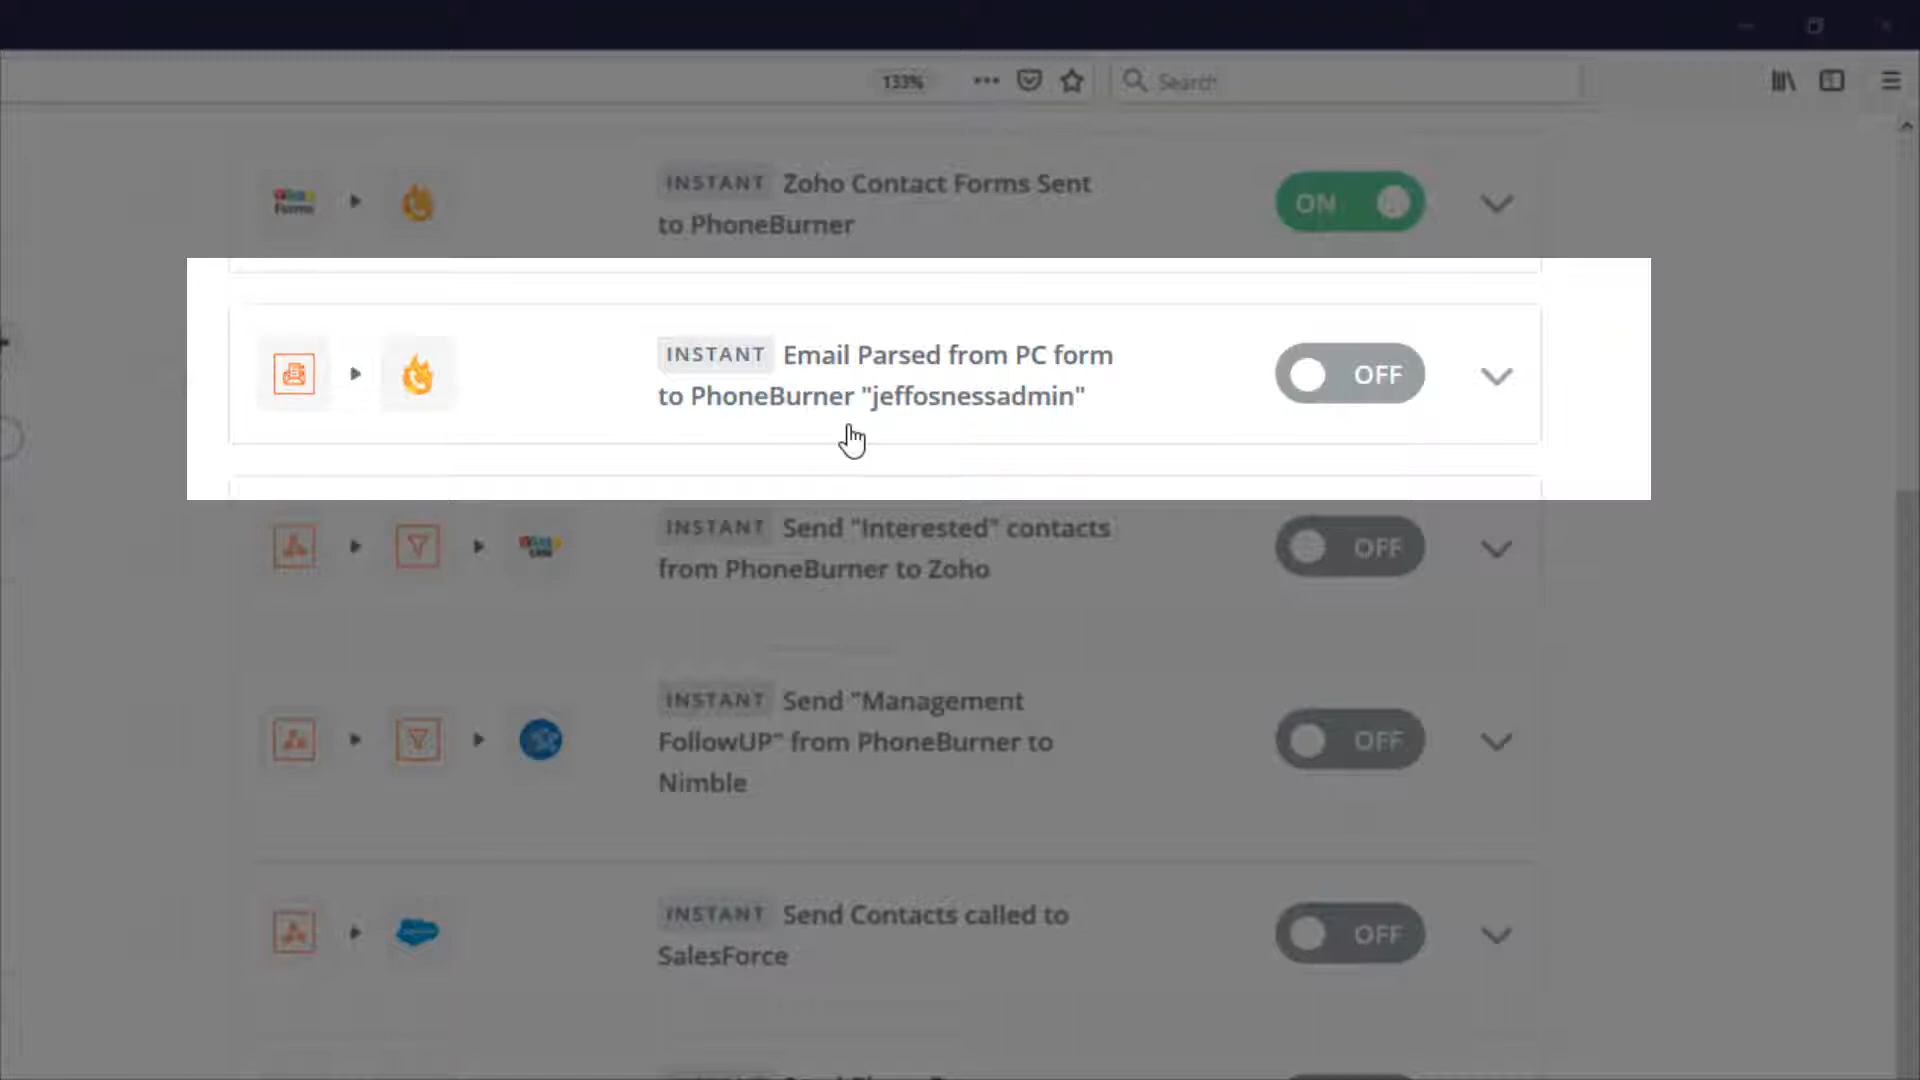 133%
Search
Forms
INSTANT Zoho Contact Forms Sent
to PhoneBurner
ON
INSTANT Email Parsed from PC form
to PhoneBurner "jeffosnessadmin"
OFF
INSTANT Send "Interested" contacts
from PhoneBurner to Zoho
OFF
INSTANT Send "Management
FollowUP" from PhoneBurner to
Nimble
OFF
INSTANT Send Contacts called to
SalesForce
OFF